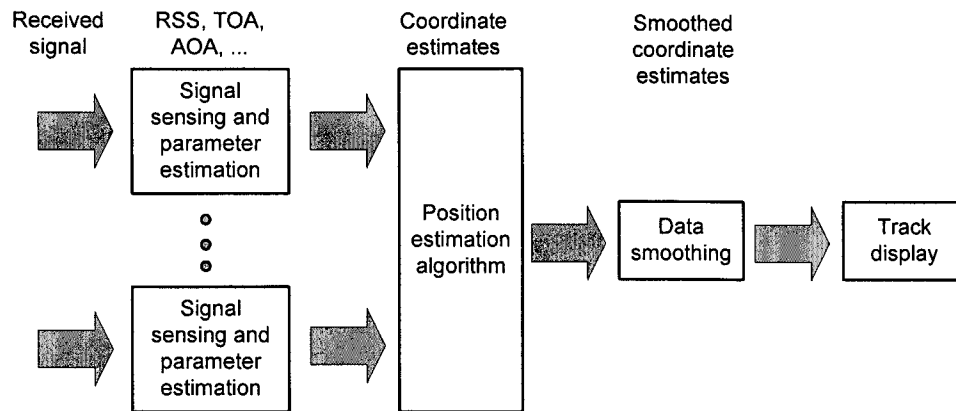 Received
signal
RSS, TOA,
AOA, ...
Coordinate
estimates
Smoothed
coordinate
estimates
Signal
sensing and
parameter
estimation
Position
estimation
algorithm
Data
smoothing
Track
display
Signal
sensing and
parameter
estimation